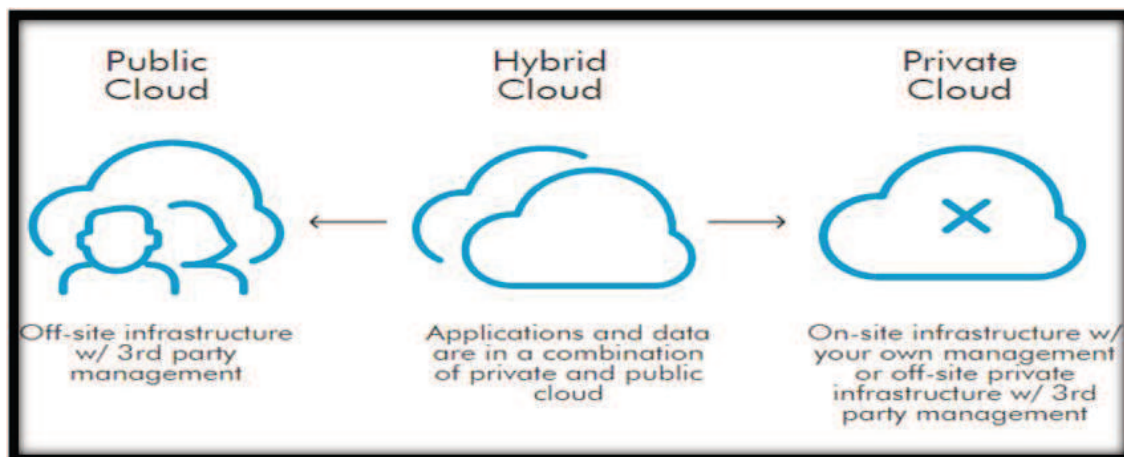 Public
Cloud
Hybrid
Cloud
Private
Cloud
Off-site infrastructure
w/ 3rd party
management
Applications and data
are in a combination
of private and public
cloud
On-site infrastructure w/
your own management
or off-site private
infrastructure w/ 3rd
party management